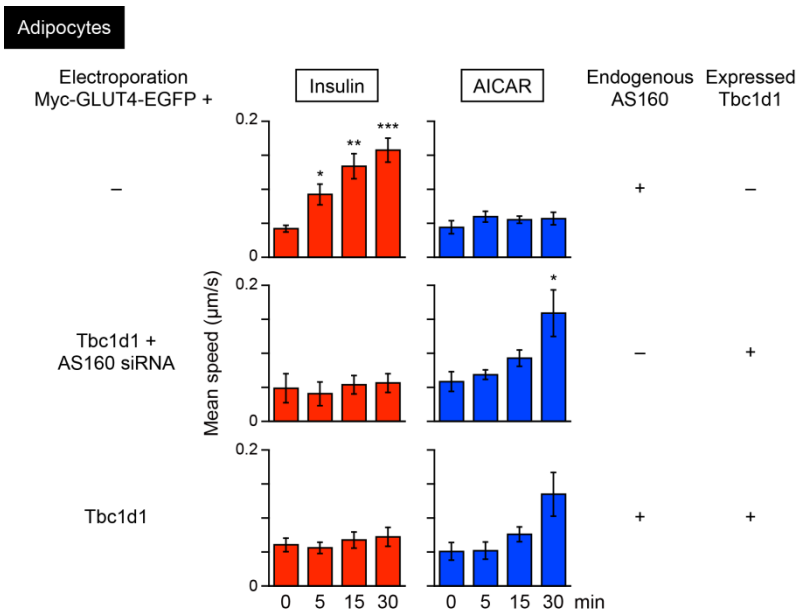 Adipocytes
Electroporation
Myc-GLUT4-EGFP +
Insulin
AICAR
Endogenous
AS160
Expressed
Tbc1d1
Mean speed (μm/s)
–
0.2
0
*
**
***
+
–
Tbc1d1 +
AS160 siRNA
0.2
0
*
–
+
Tbc1d1
0.2
0
+
+
0 5 15 30
0 5 15 30 min